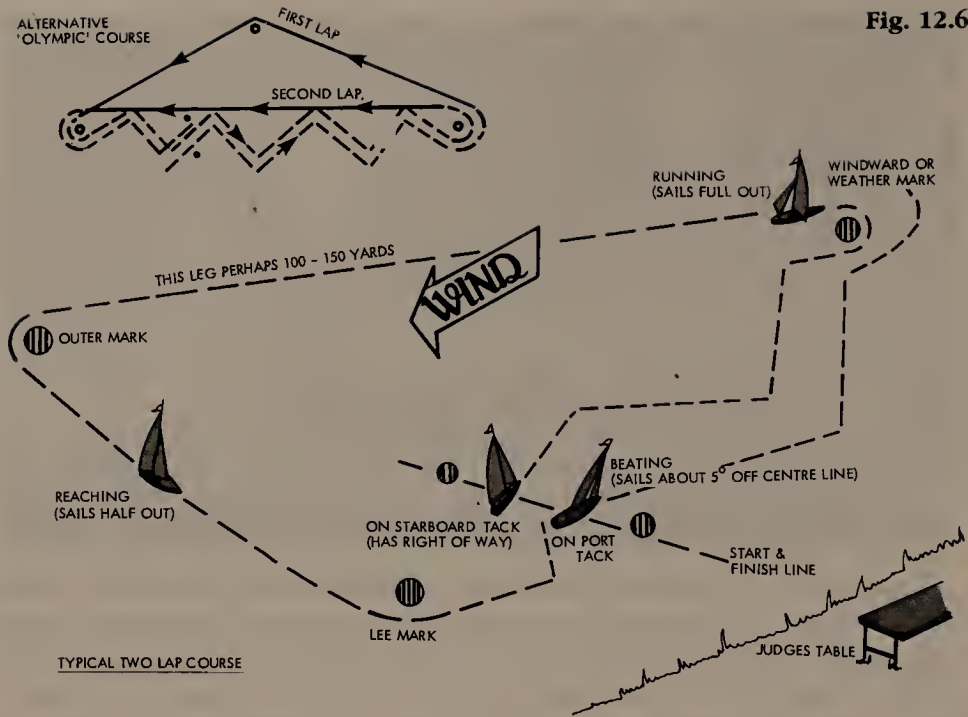 ALTERNATIVE
'OLYMPIC' COURSE
FIRST LAP
Fig. 12.6
SECOND LAP
RUNNING
(SAILS FULL OUT)
WINDWARD OR
WEATHER MARK
THIS LEG PERHAPS 100 - 150 YARDS
WIND
OUTER MARK
REACHING
(SAILS HALF OUT)
BEATING
(SAILS ABOUT 5° OFF CENTRE LINE)
ON STARBOARD TACK
(HAS RIGHT OF WAY)
ON PORT
TACK
START &
FINISH LINE
LEE MARK
JUDGES TABLE
TYPICAL TWO LAP COURSE